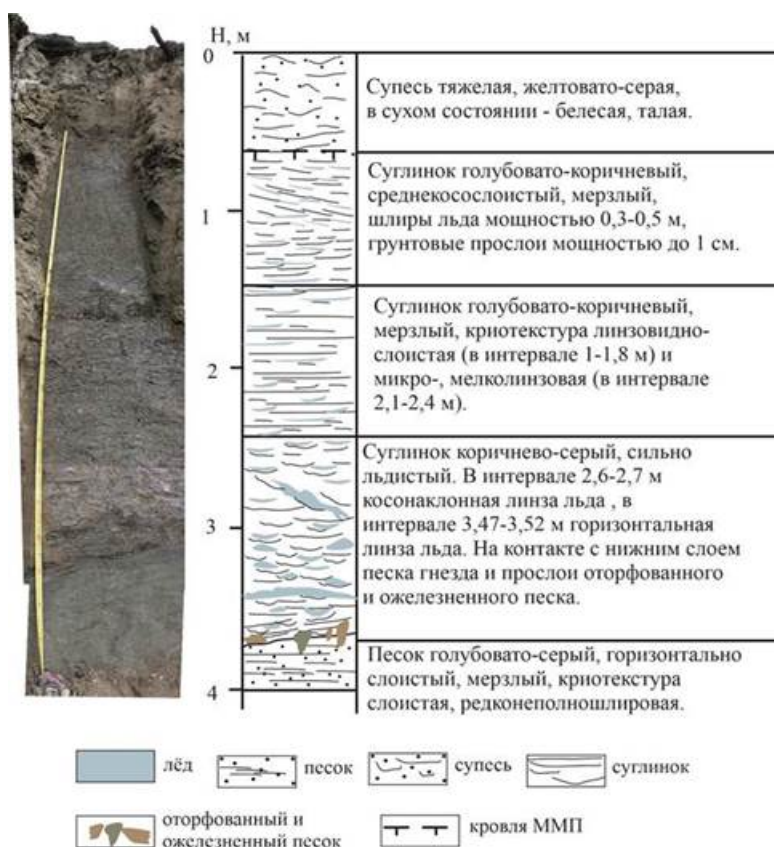 Н, м
0
Супесь тяжелая, желтовато-серая,
в сухом состоянии - белесая, талая.
Суглинок голубовато-коричневый,
среднекосослоистый, мерзлый,
шлиры льда мощностью 0,3-0,5 м,
грунтовые прослои мощностью до 1 см.
1
Суглинок голубовато-коричневый,
мерзлый, криотекстура линзовидно-
слоистая (в интервале 1-1,8 м) и
микро-, мелколинзовая (в интервале
2,1-2,4 м).
2
Суглинок коричнево-серый, сильно
льдистый. В интервале 2,6-2,7 м
косонаклонная линза льда , в
интервале 3,47-3,52 м горизонтальная
линза льда. На контакте с нижним слоем
песка гнезда и прослои оторфованного
и ожелезненного песка.
3
Песок голубовато-серый, горизонтально
слоистый, мерзлый, криотекстура
слоистая, редконеполношлировая.
4
лёд
песок
супесь
суглинок
оторфованный и
ожелезненный песок
кровля ММП